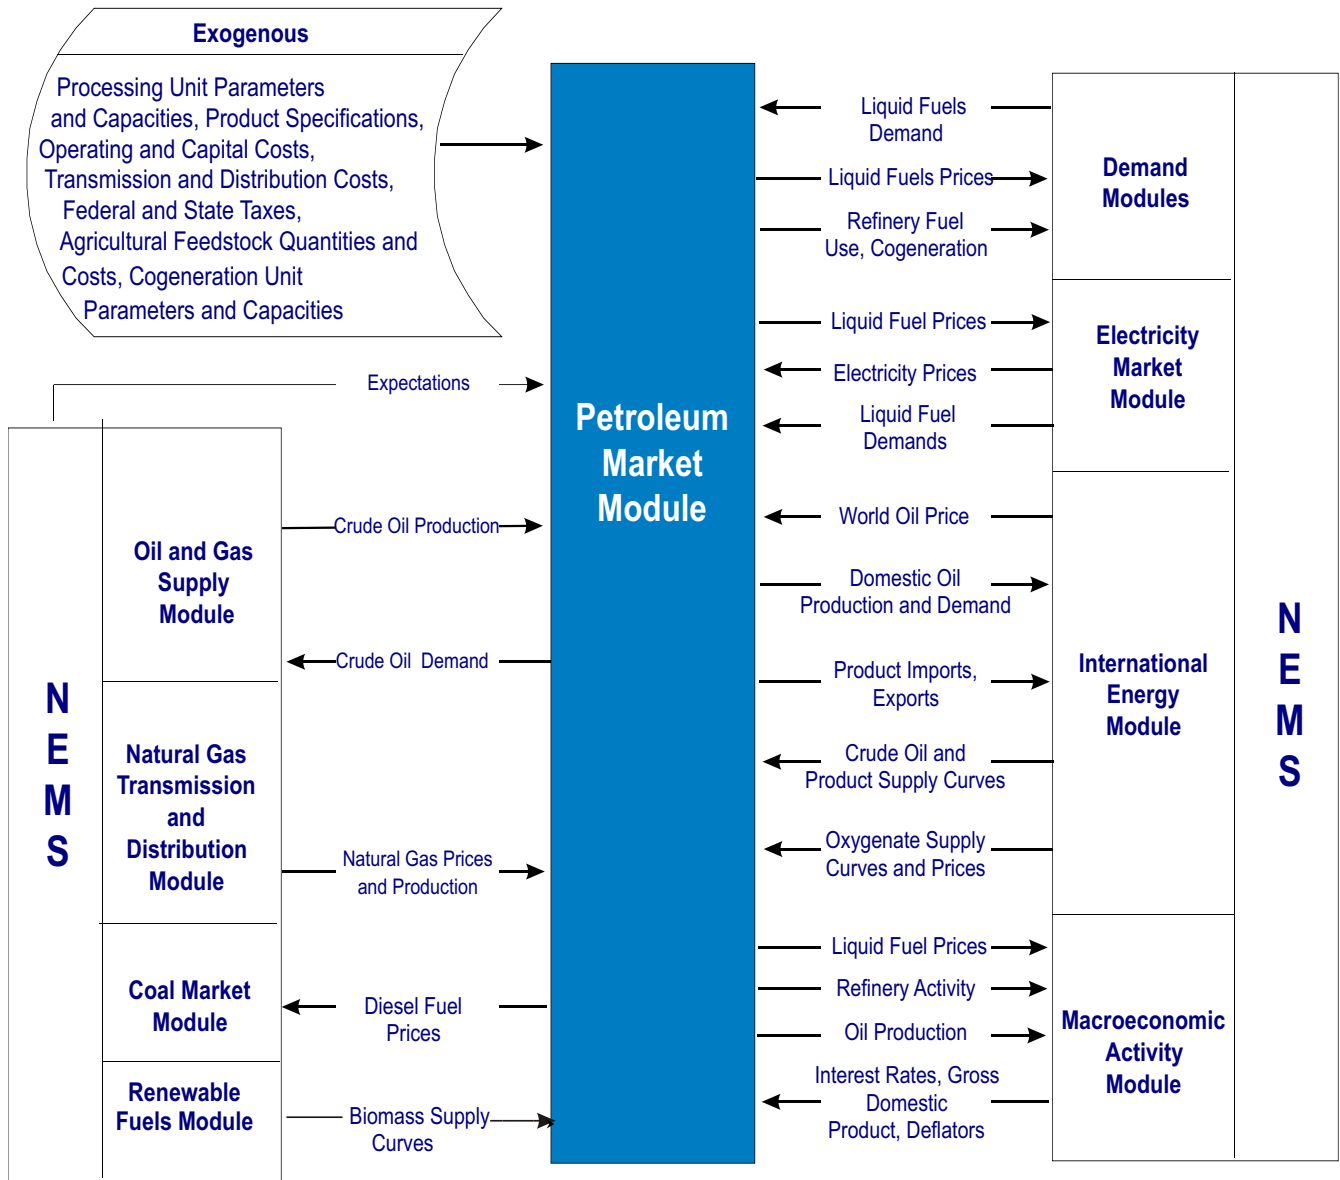 Exogenous
Processing Unit Parameters
and Capacities, Product Specifications,
Operating and Capital Costs,
Transmission and Distribution Costs,
Federal and State Taxes,
Agricultural Feedstock Quantities and
Costs, Cogeneration Unit
Parameters and Capacities
Expectations
N
E
M
S
Oil and Gas
Supply
Module
Natural Gas
Transmission
and
Distribution
Module
Coal Market
Module
Renewable
Fuels Module
Crude Oil Production
Crude Oil Demand
Natural Gas Prices
and Production
Diesel Fuel
Prices
Biomass Supply
Curves
Petroleum
Market
Module
Liquid Fuels
Demand
Liquid Fuels Prices
Refinery Fuel
Use, Cogeneration
Liquid Fuel Prices
Electricity Prices
Liquid Fuel
Demands
World Oil Price
Domestic Oil
Production and Demand
Product Imports,
Exports
Crude Oil and
Product Supply Curves
Oxygenate Supply
Curves and Prices
Liquid Fuel Prices
Refinery Activity
Oil Production
Interest Rates, Gross
Domestic
Product, Deflators
Demand
Modules
Electricity
Market
Module
International
Energy
Module
Macroeconomic
Activity
Module
N
E
M
S